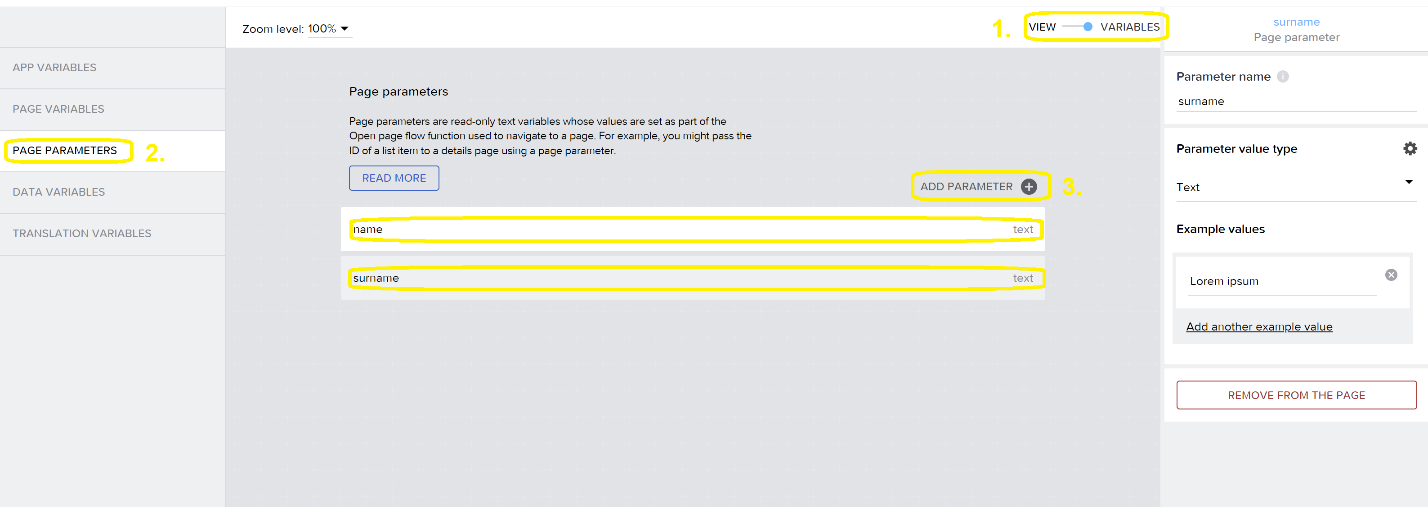 Zoom level: 100%
1.
VIEW
VARIABLES
APP VARIABLES
PAGE VARIABLES
PAGE PARAMETERS
2.
DATA VARIABLES
TRANSLATION VARIABLES
Page parameters
Page parameters are read-only text variables whose values are set as part of the
Open page flow function used to navigate to a page. For example, you might pass the
ID of a list item to a details page using a page parameter.
READ MORE
ADD PARAMETER
3.
name
text
surname
text
surname
Page parameter
Parameter name
surname
Parameter value type
Text
Example values
Lorem ipsum
Add another example value
REMOVE FROM THE PAGE